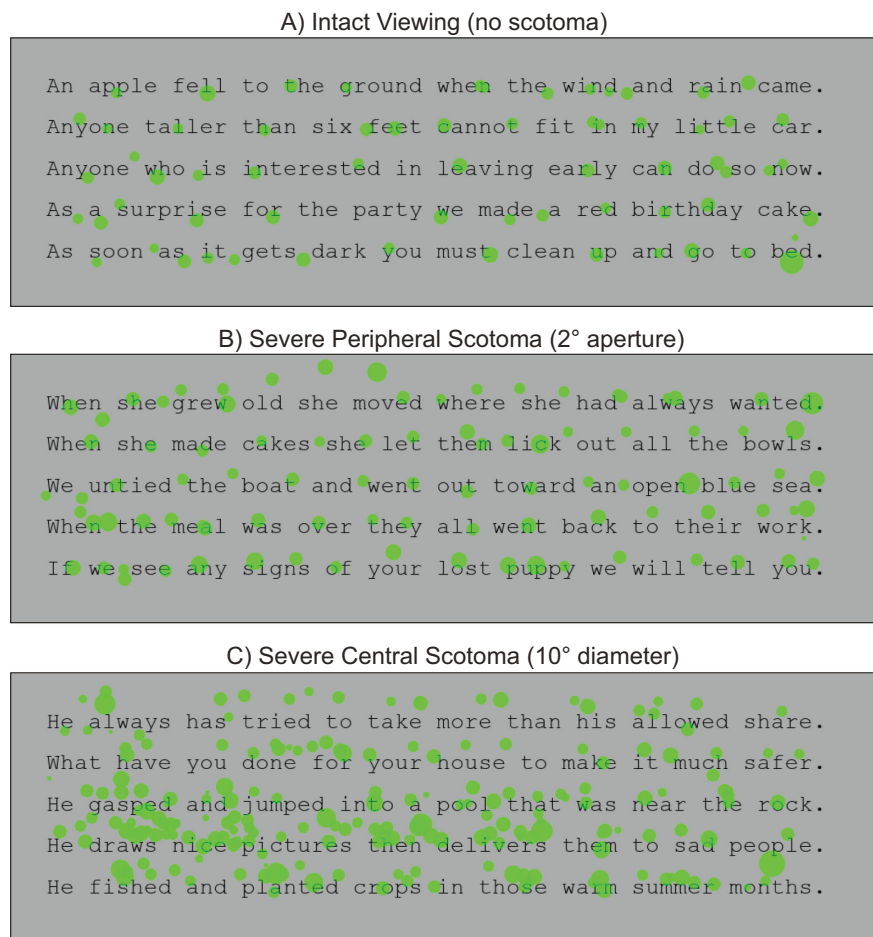 A) Intact Viewing (no scotoma)
An apple fell to the ground when the wind and rain came.
Anyone taller than six feet cannot fit in my little car.
Anyone who is interested in leaving early can do so now.
As a surprise for the party we made a red birthday cake.
As soon as it gets dark you must clean up and go to bed.
B) Severe Peripheral Scotoma (2° aperture)
When she grew old she moved where she had always wanted.
When she made cakes she let them lick out all the bowls.
We untied the boat and went out toward an open blue sea.
When the meal was over they all went back to their work.
If we see any signs of your lost puppy we will tell you.
C) Severe Central Scotoma (10° diameter)
He always has tried to take more than his allowed share.
What have you done for your house to make it much safer.
He gasped and jumped into a pool that was near the rock.
He draws nice pictures then delivers them to sad people.
He fished and planted crops in those warm summer months.